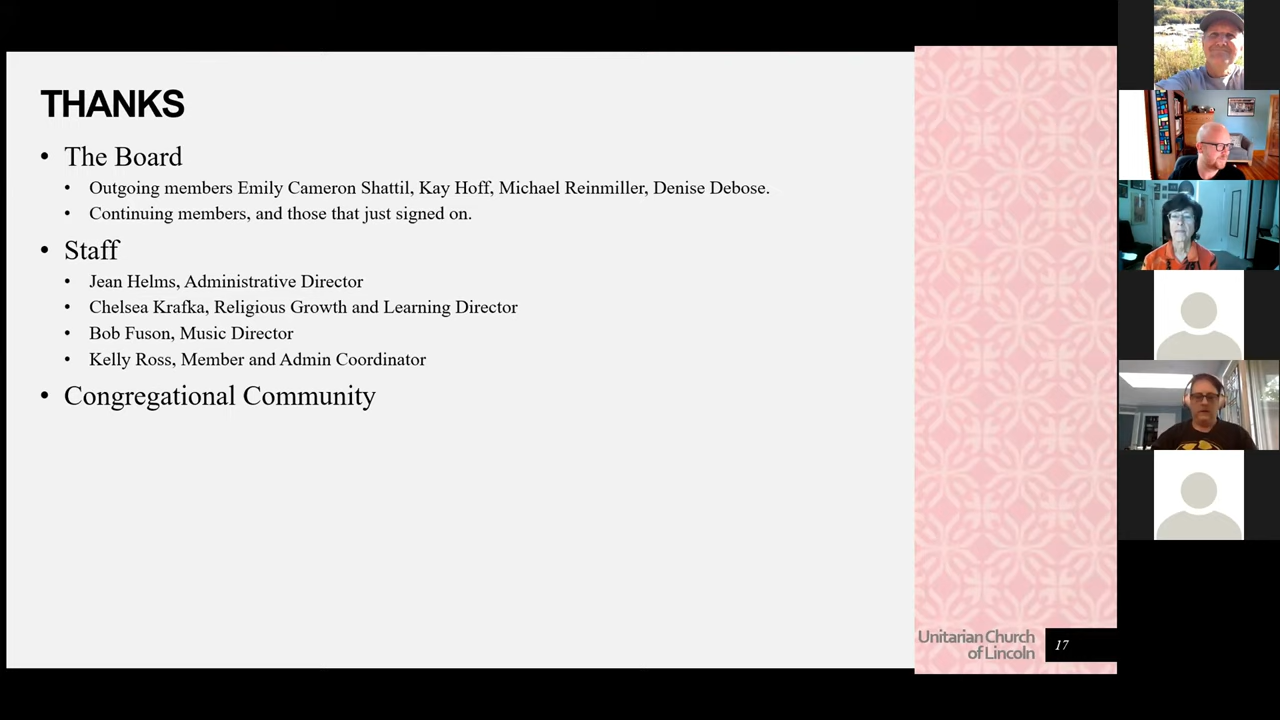 THANKS
• The Board
• Outgoing members Emily Cameron Shattil, Kay Hoff, Michael Reinmiller, Denise Debose.
• Continuing members, and those that just signed on.
• Staff
• Jean Helms, Administrative Director
• Chelsea Krafka, Religious Growth and Learning Director
• Bob Fuson, Music Director
• Kelly Ross, Member and Admin Coordinator
• Congregational Community
Unitarian Church
of Lincoln
17